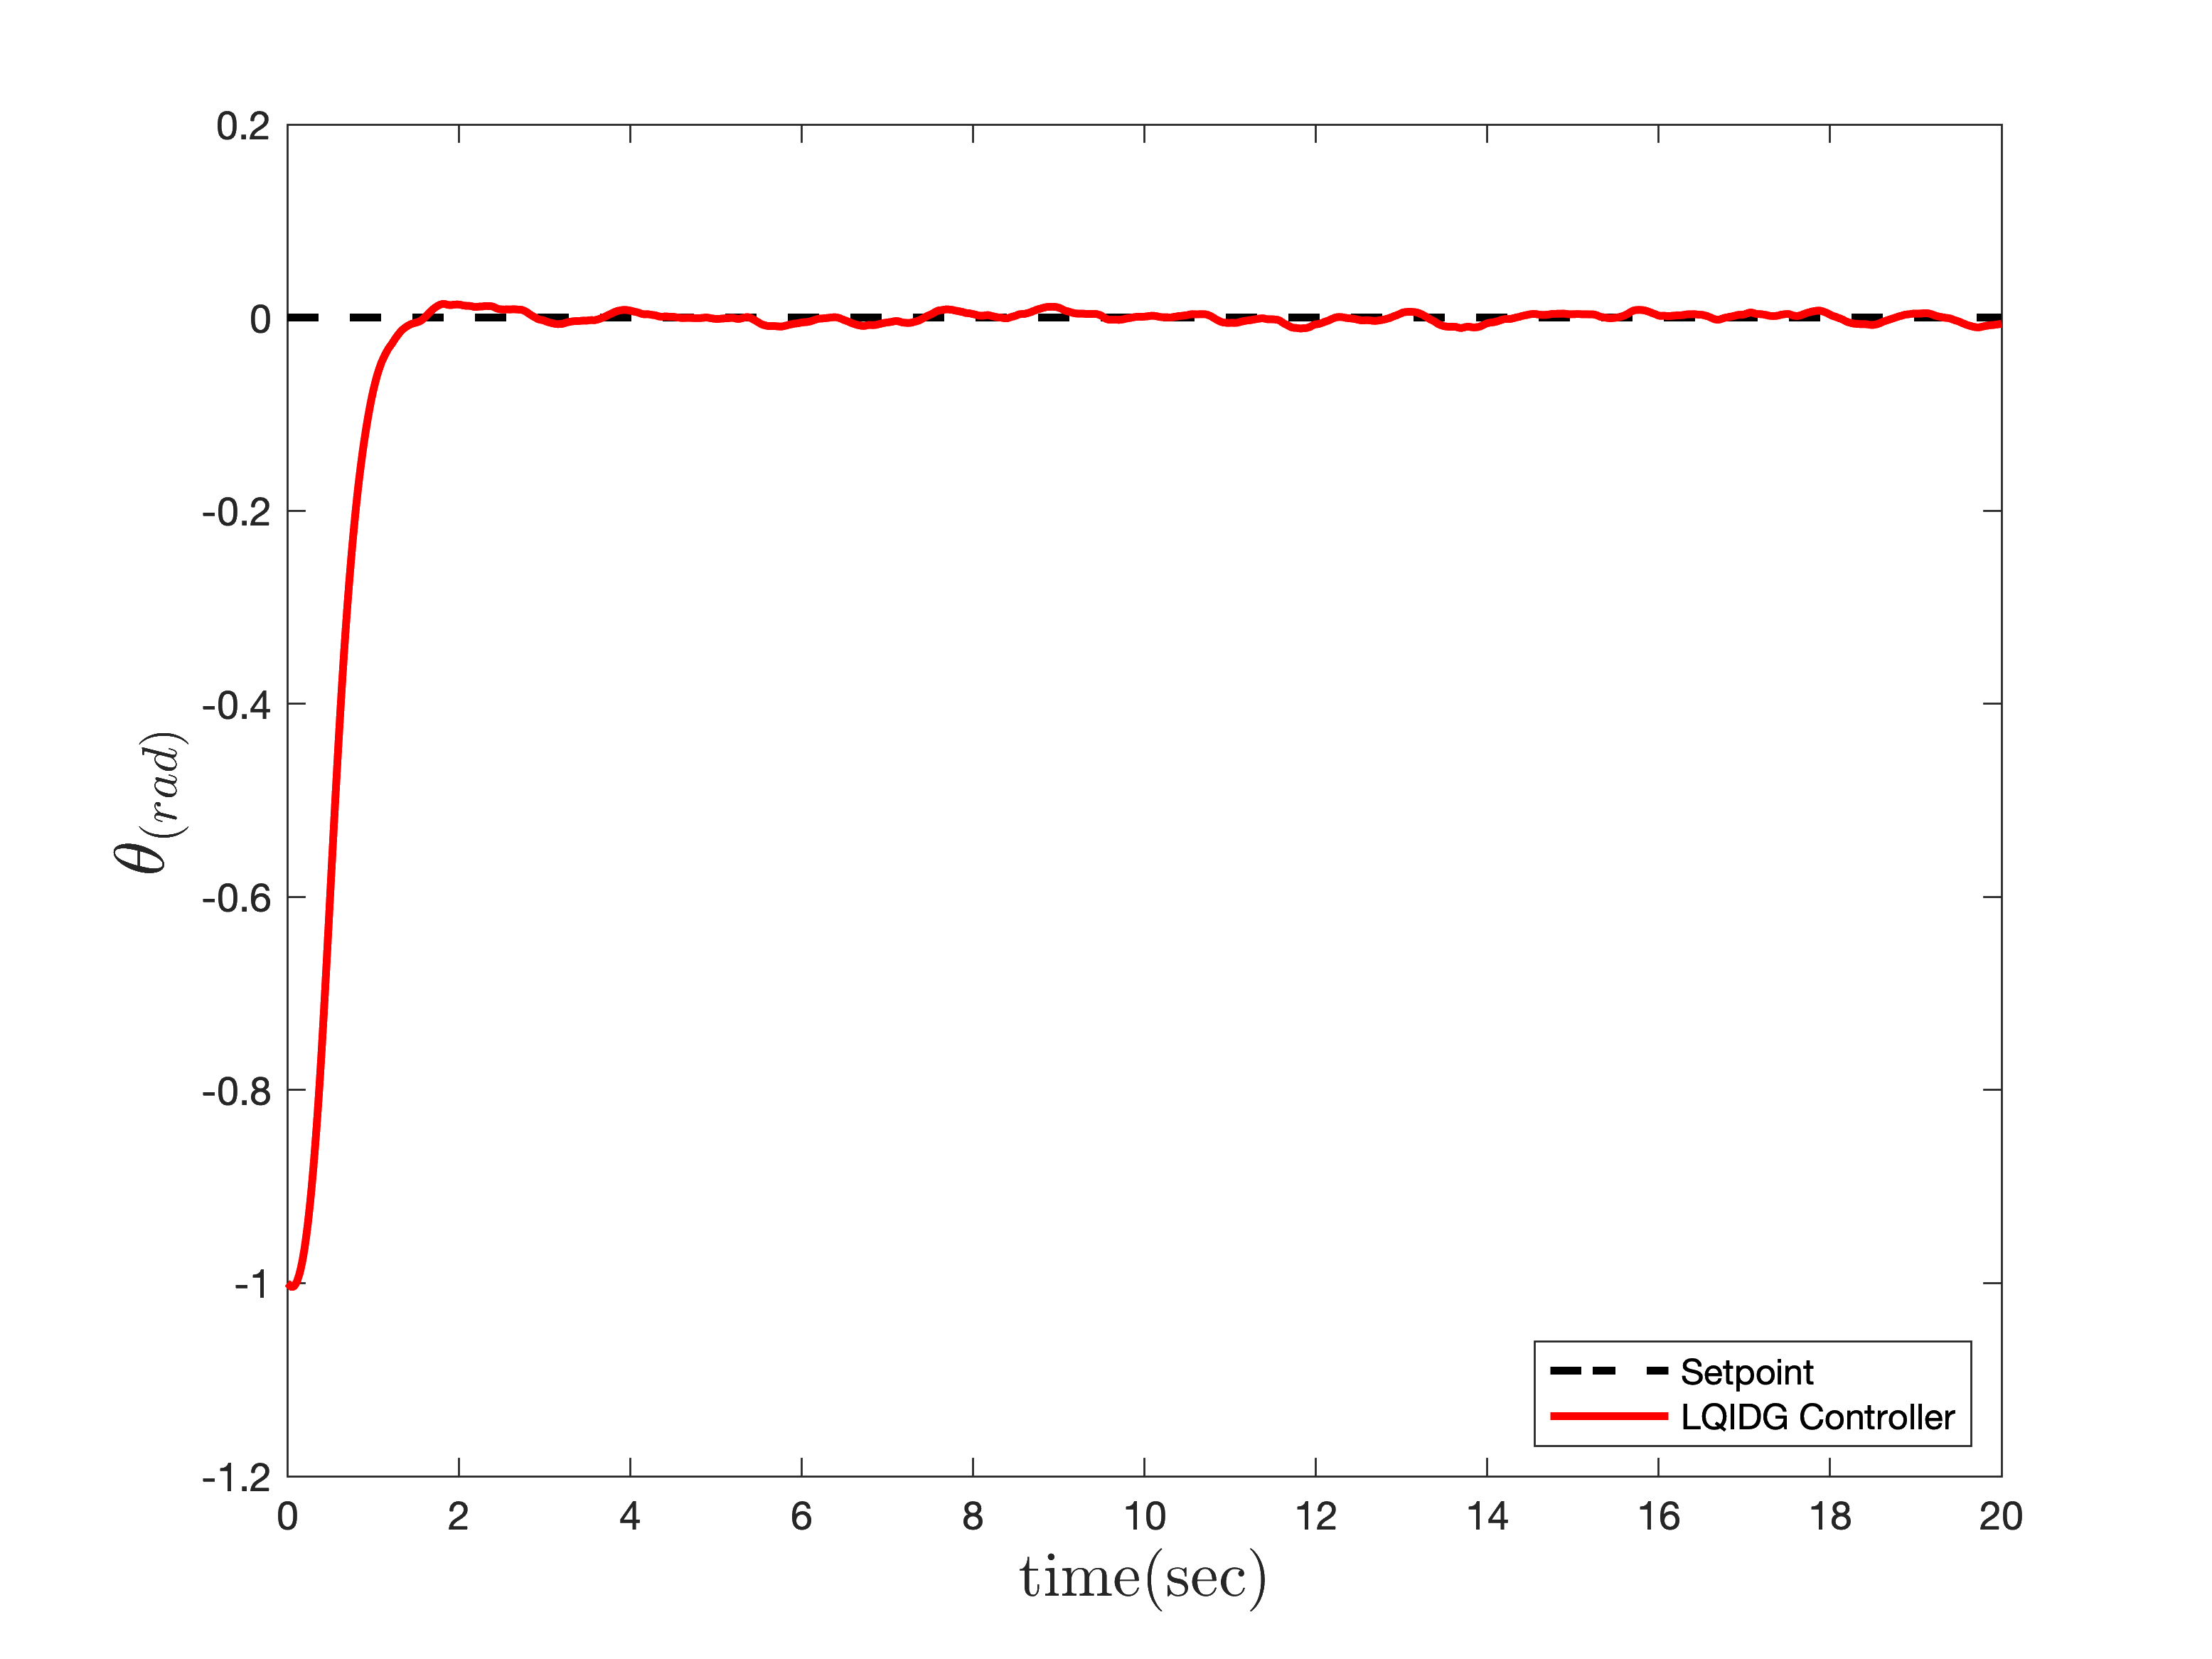 0.2
0
-0.2
-0.4
-0.6
-0.8
-1
-1.2
θ(rad)
0 2 4 6 8 10 12 14 16 18 20
time(sec)
Setpoint
LQIDG Controller